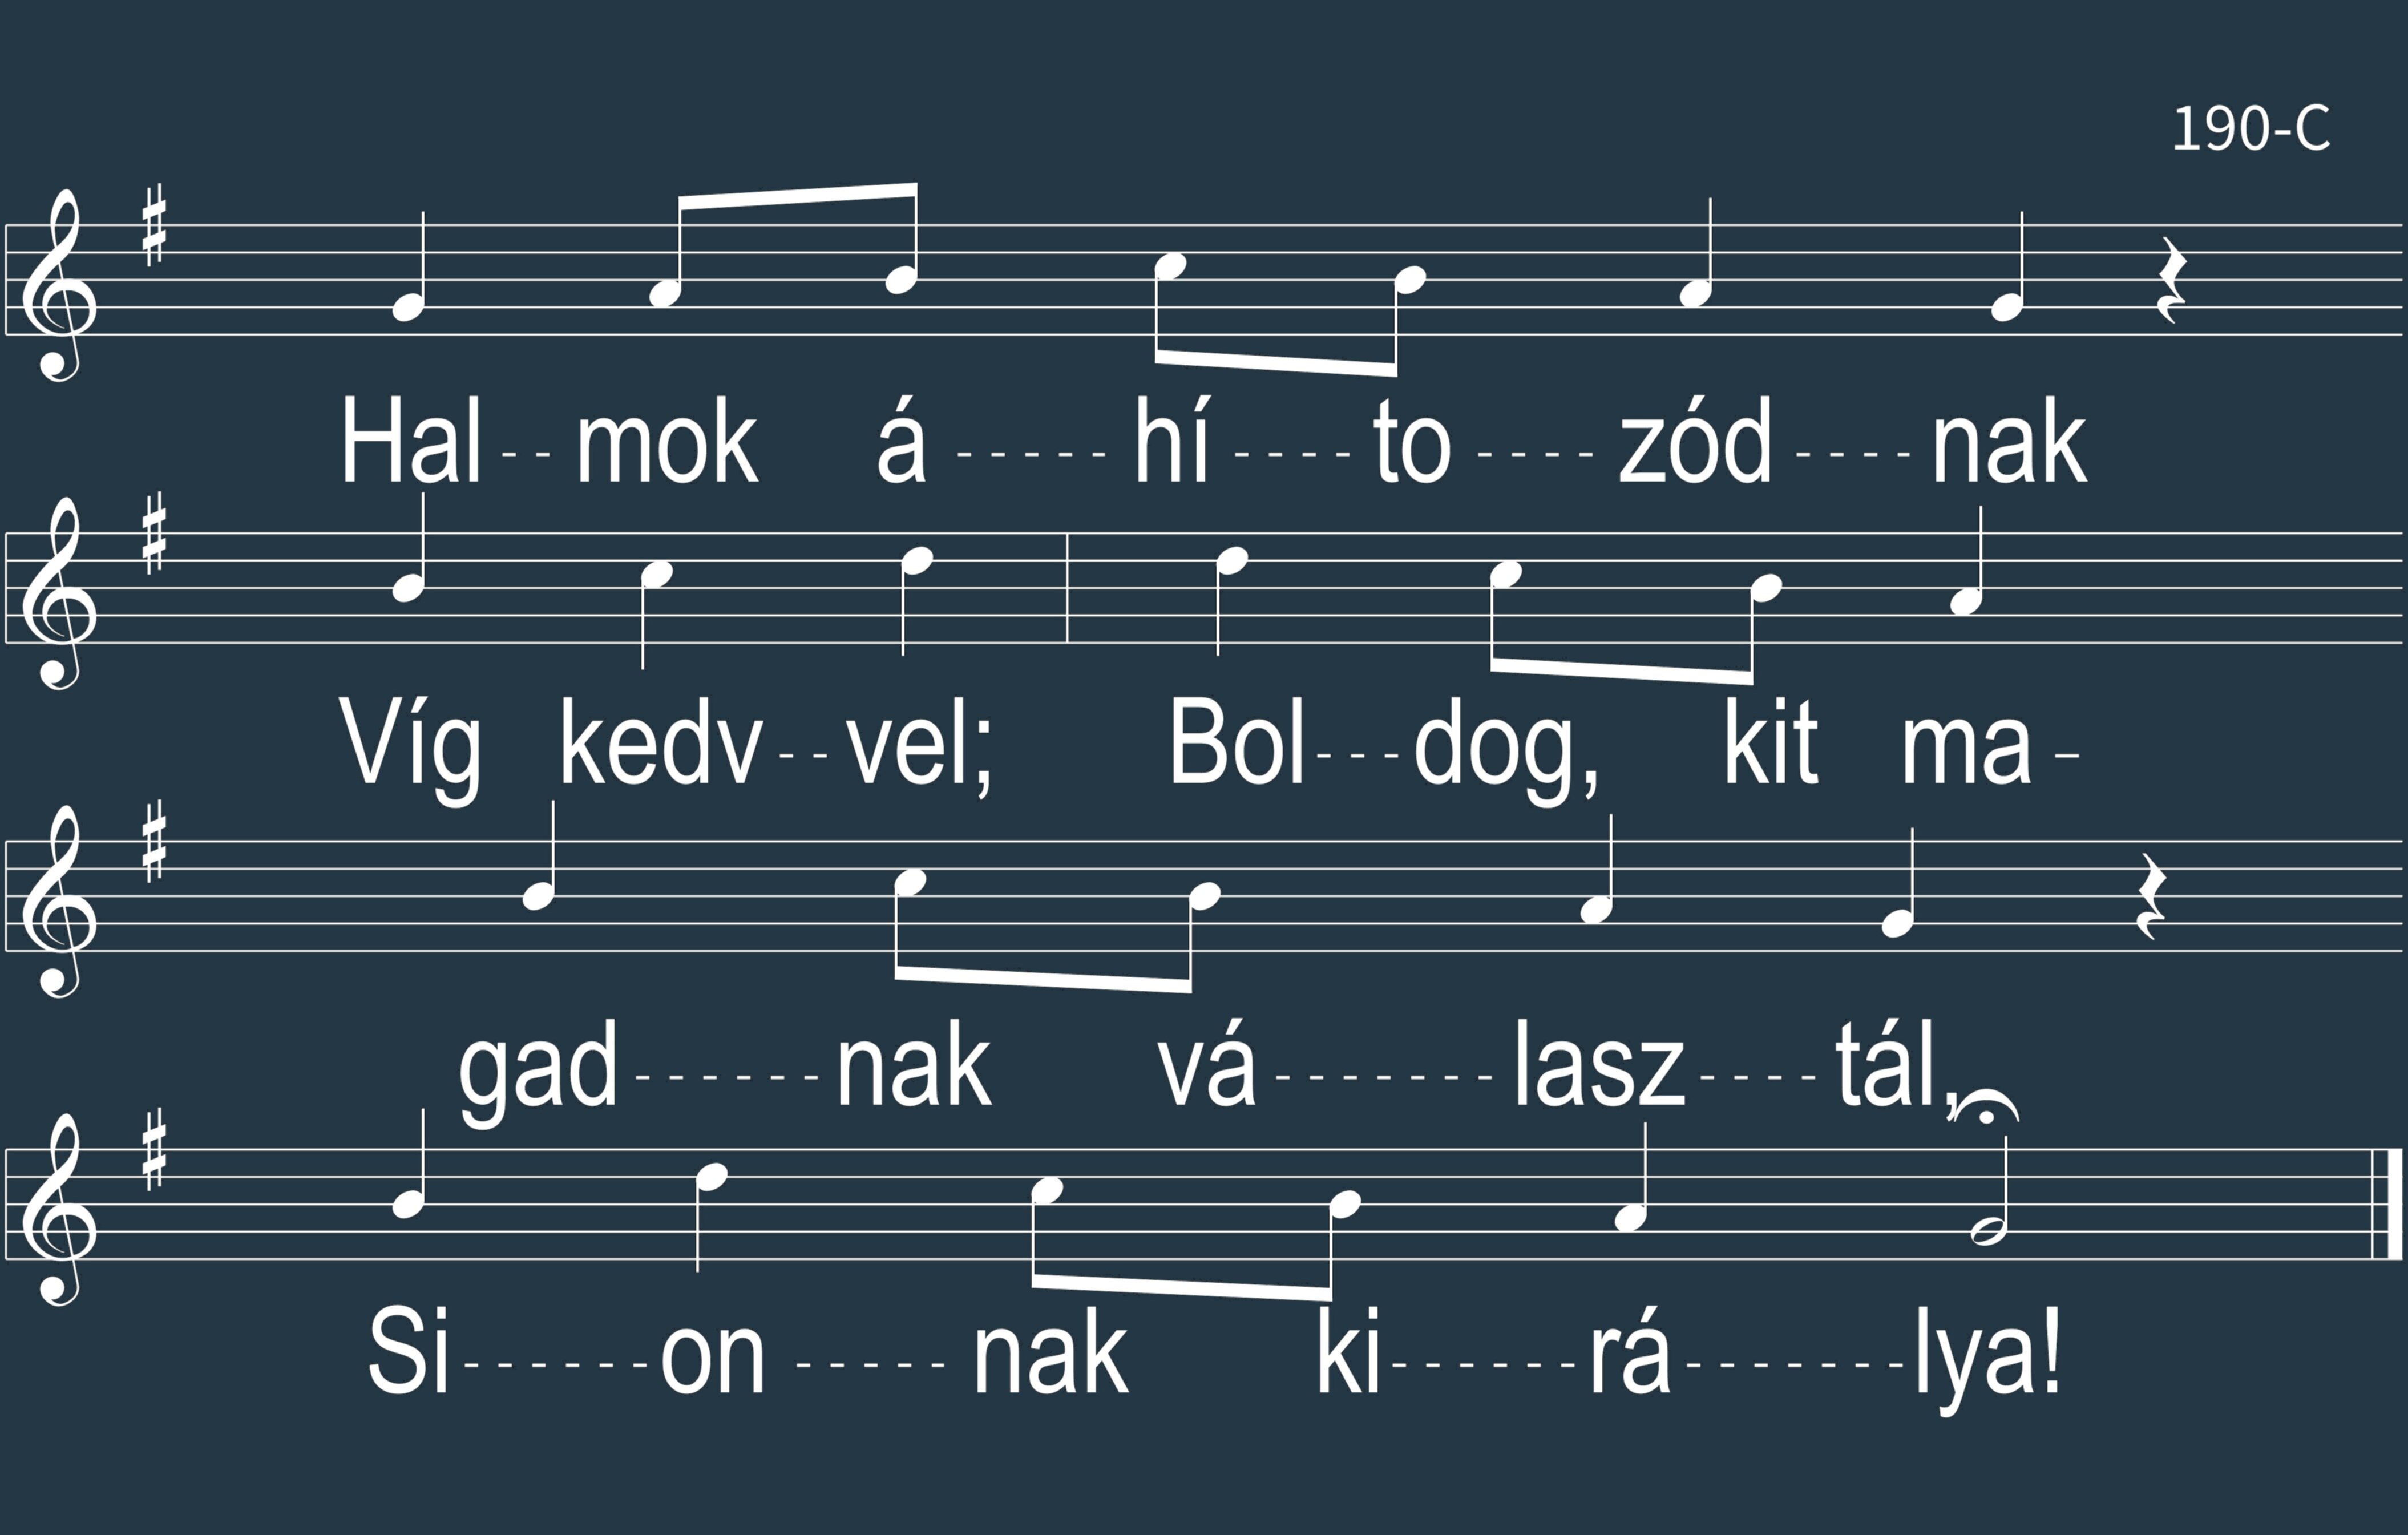 190-C
Hal-- mok á ----- hí ---- to ---- zód ---- nak
Víg kedv -- vel; Bol --- dog, kit ma -
gad ------ nak vá ------- lasz ---- tál,
Si ------ on ----- nak ki ------ rá ------- lya!